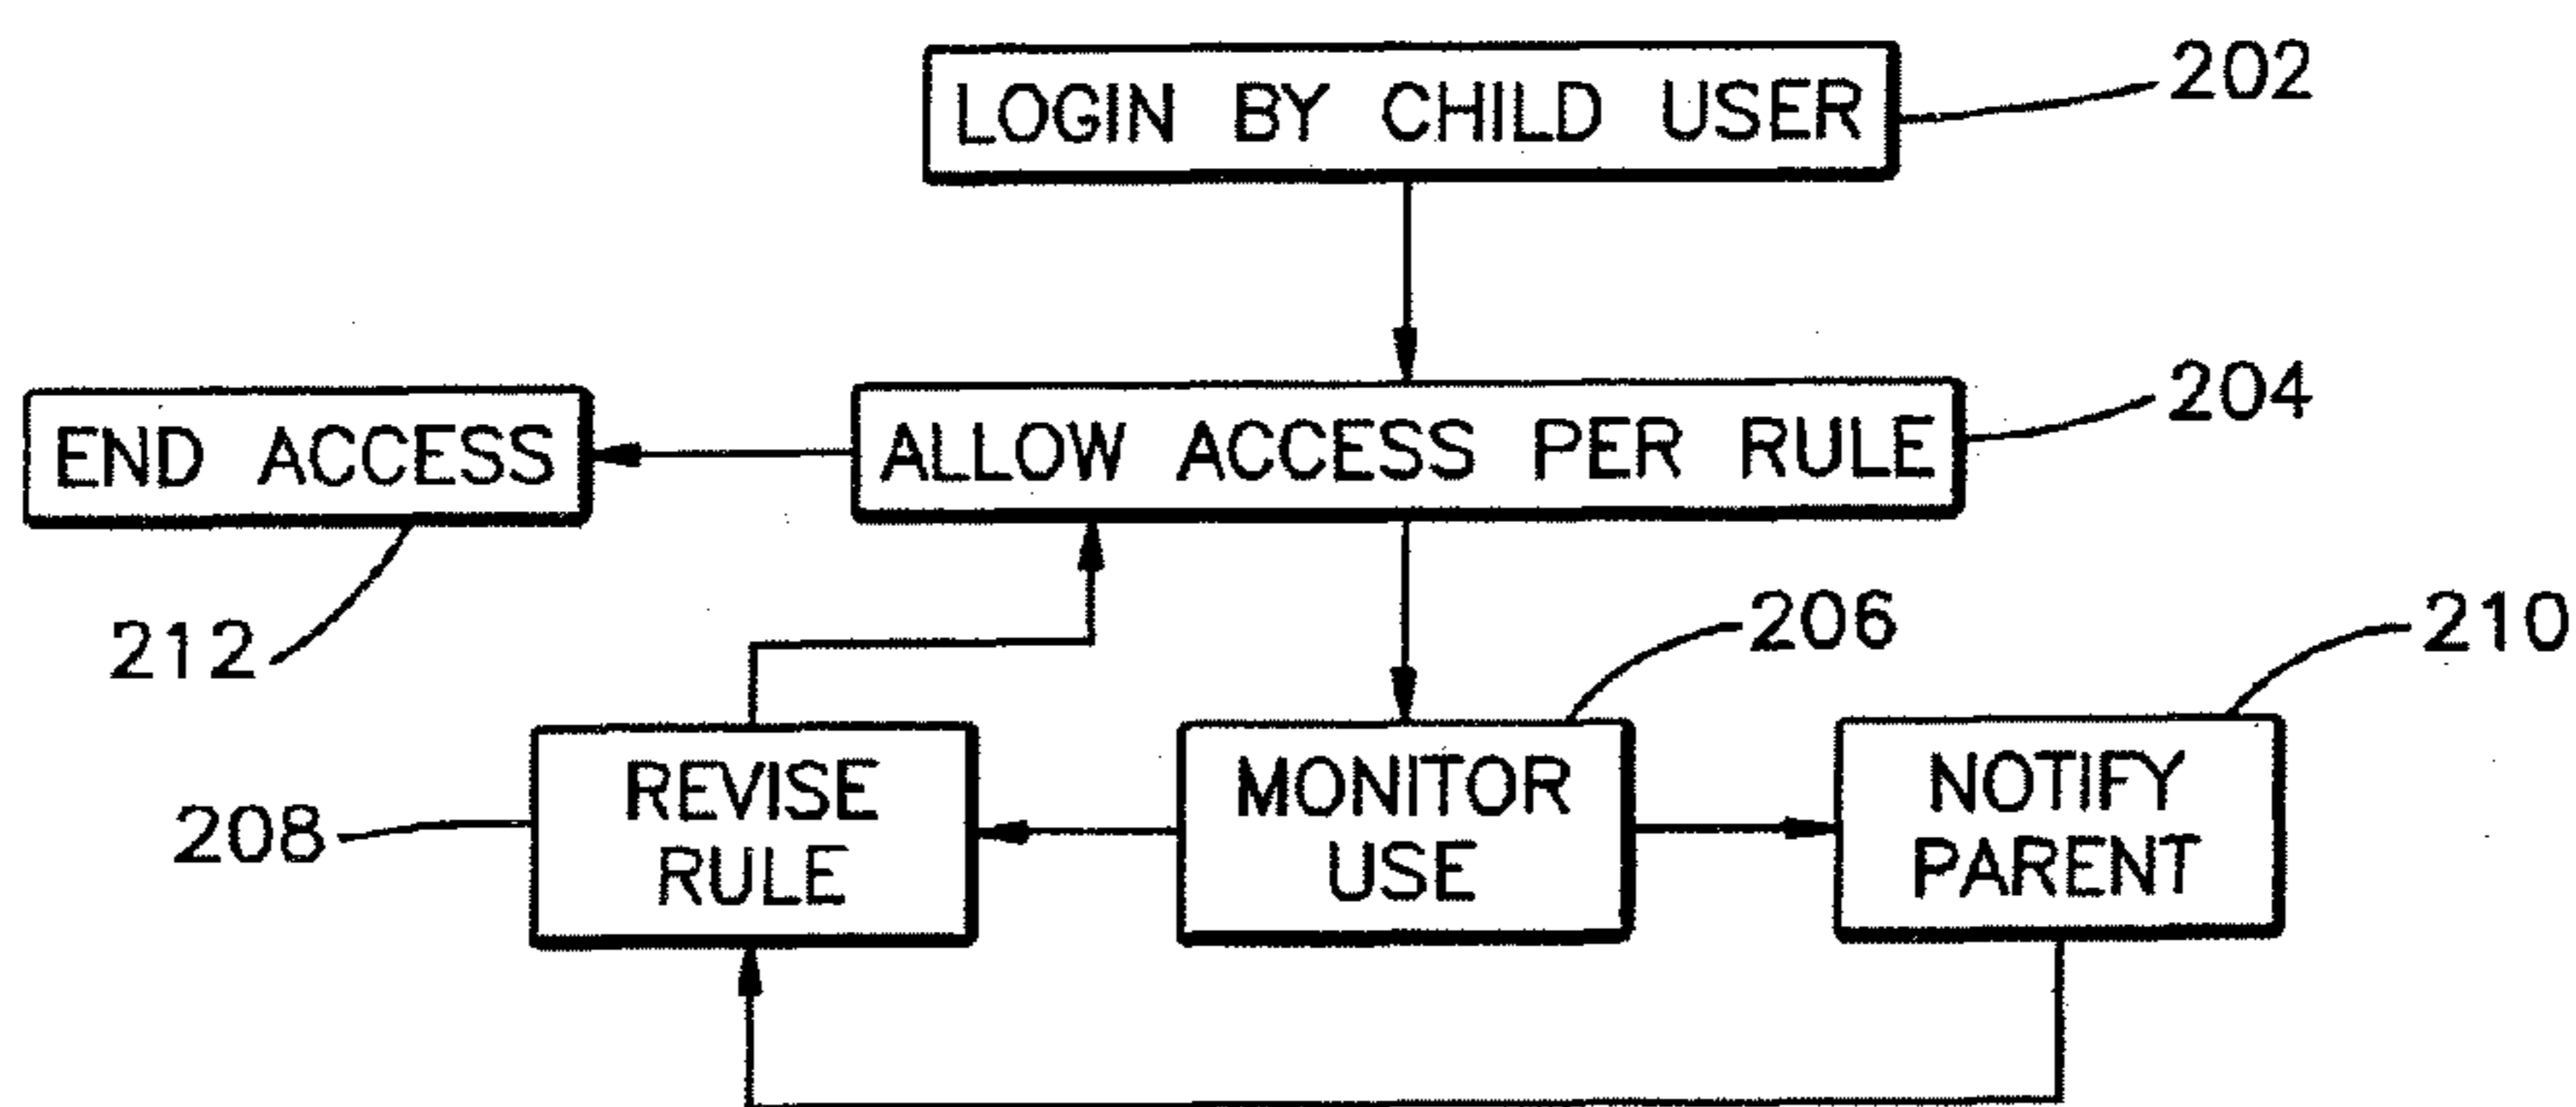 LOGIN BY CHILD USER
202
END ACCESS
ALLOW ACCESS PER RULE
204
212
206
210
208
REVISE
RULE
MONITOR
USE
NOTIFY
PARENT